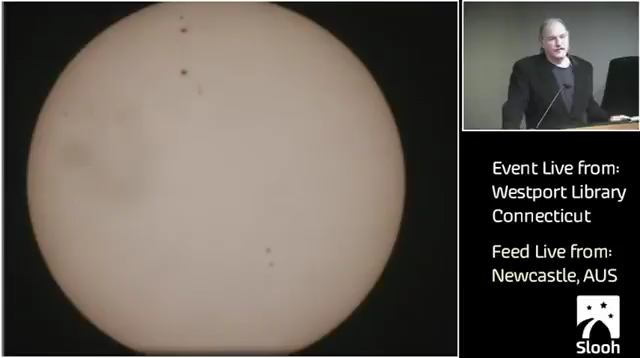 Event Live from:
Westport Library
Connecticut
Feed Live from:
Newcastle, AUS
Slooh